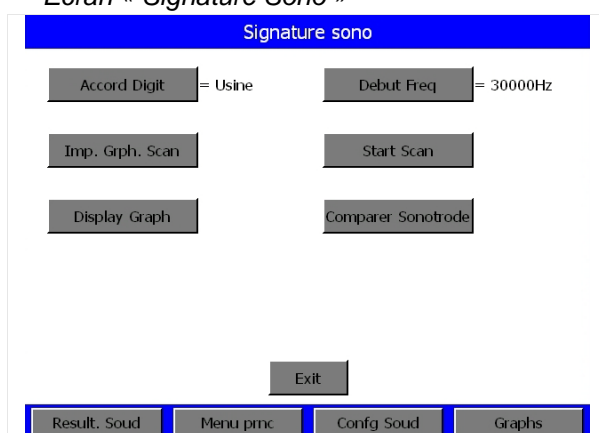 Ecran « Signature Sono »
Signature sono
Accord Digit = Usine Debut Freq = 30000Hz
Imp. Grph. Scan Start Scan
Display Graph Comparer Sonotrode
Exit
Result. Soud Menu prnc Confg Soud Graphs